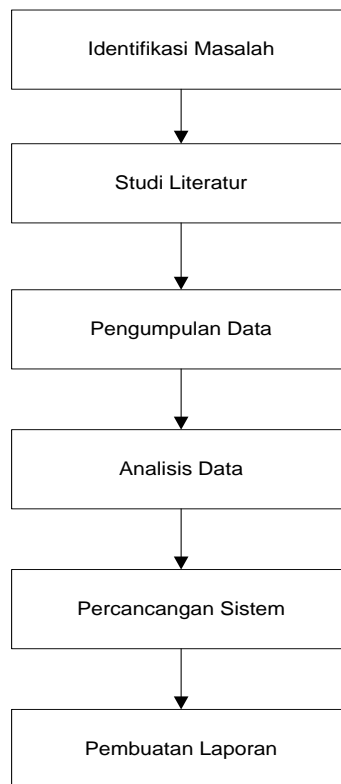 Identifikasi Masalah
Studi Literatur
Pengumpulan Data
Analisis Data
Percancangan Sistem
Pembuatan Laporan